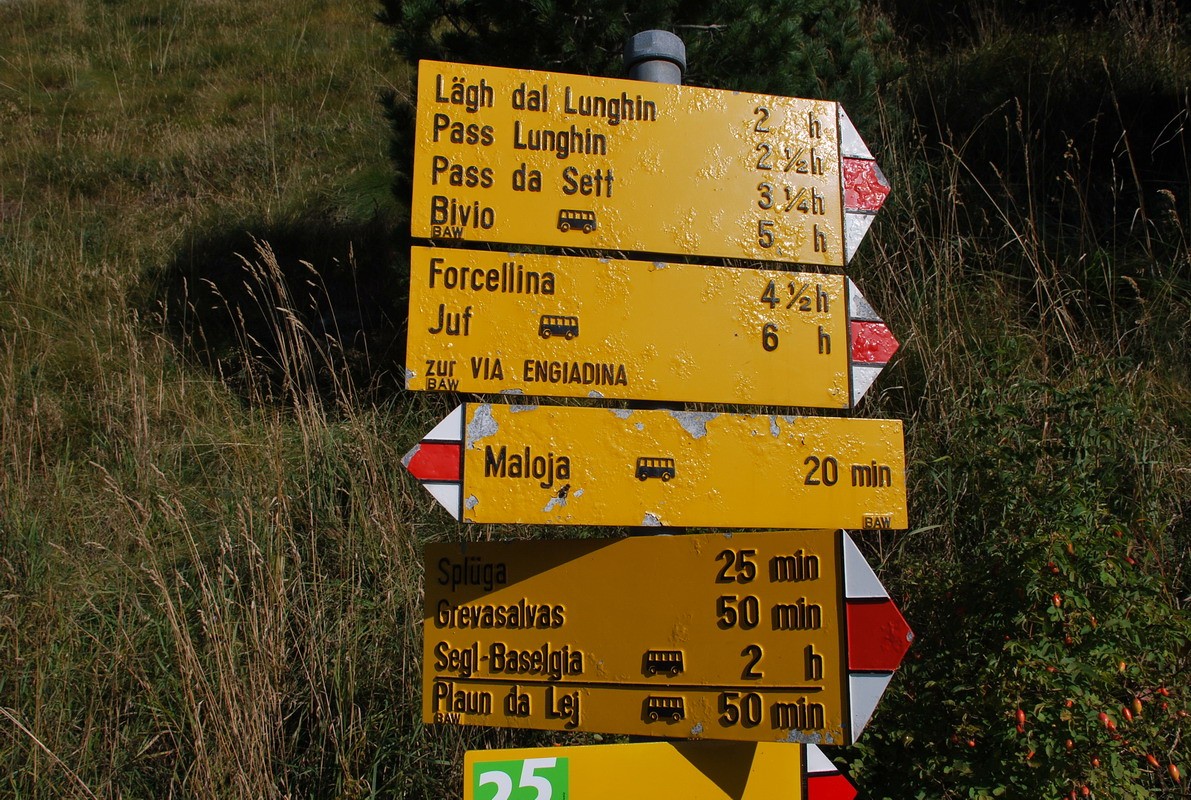 Lägh dal Lunghin 2 h
Pass Lunghin 2 ½h
Pass da Sett 3 ¼h
Bivio 5 h
BAW
Forcellina 4 ½h
Juf 6 h
zur VIA ENGIADINA
BAW
Maloja 20 min
BAW
Splüga 25 min
Grevasalvas 50 min
Segl-Baselgia 2 h
Plaun da Lej 50 min
BAW
25